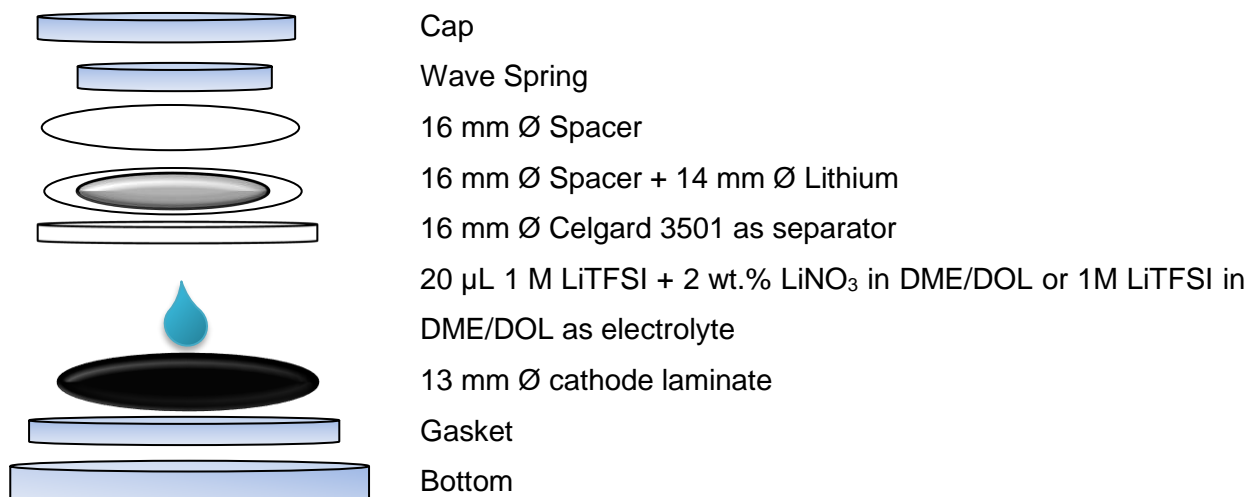 Cap
Wave Spring
16 mm Ø Spacer
16 mm Ø Spacer + 14 mm Ø Lithium
16 mm Ø Celgard 3501 as separator
20 µL 1 M LiTFSI + 2 wt.% LiNO₃ in DME/DOL or 1M LiTFSI in
DME/DOL as electrolyte
13 mm Ø cathode laminate
Gasket
Bottom